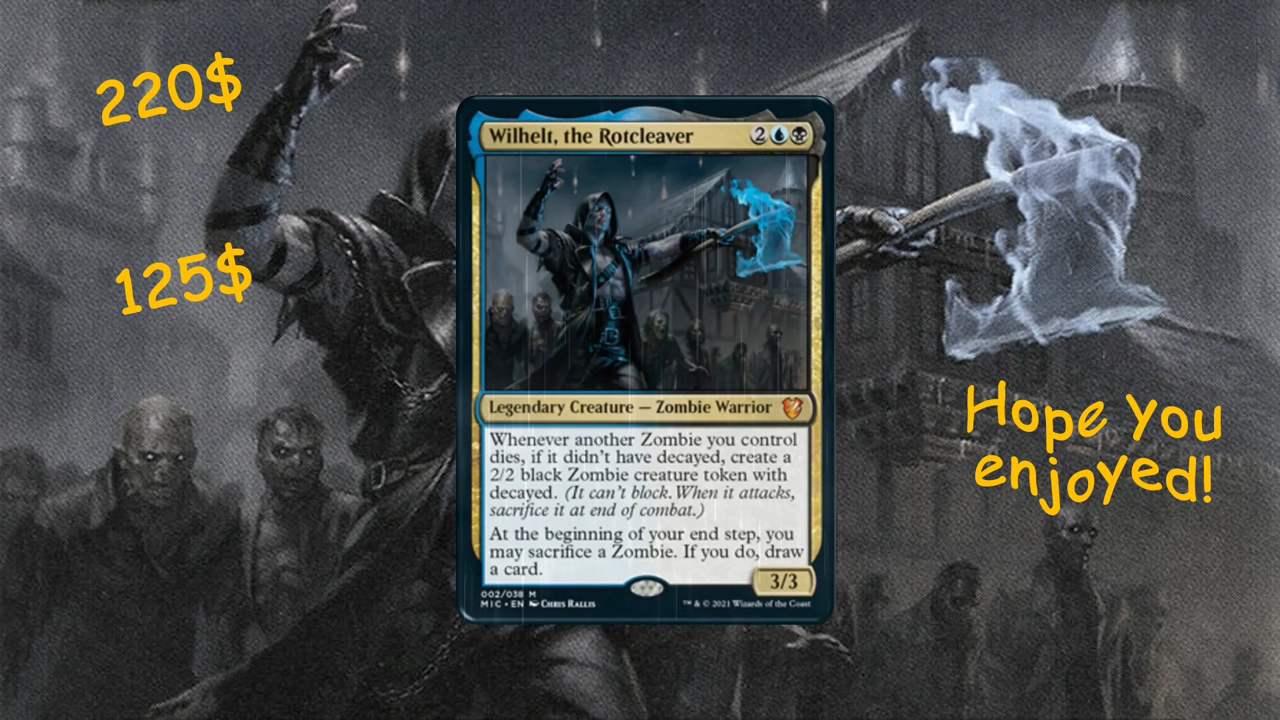 220$
125$
Wilhelt, the Rotcleaver 2
Legendary Creature — Zombie Warrior
Whenever another Zombie you control
dies, if it didn't have decayed, create a
2/2 black Zombie creature token with
decayed. (It can't block. When it attacks,
sacrifice it at end of combat.)
At the beginning of your end step, you
may sacrifice a Zombie. If you do, draw
a card.
3/3
002/038 M
MIC • EN Chris Rallis
™ & © 2021 Wizards of the Coast
Hope you
enjoyed!